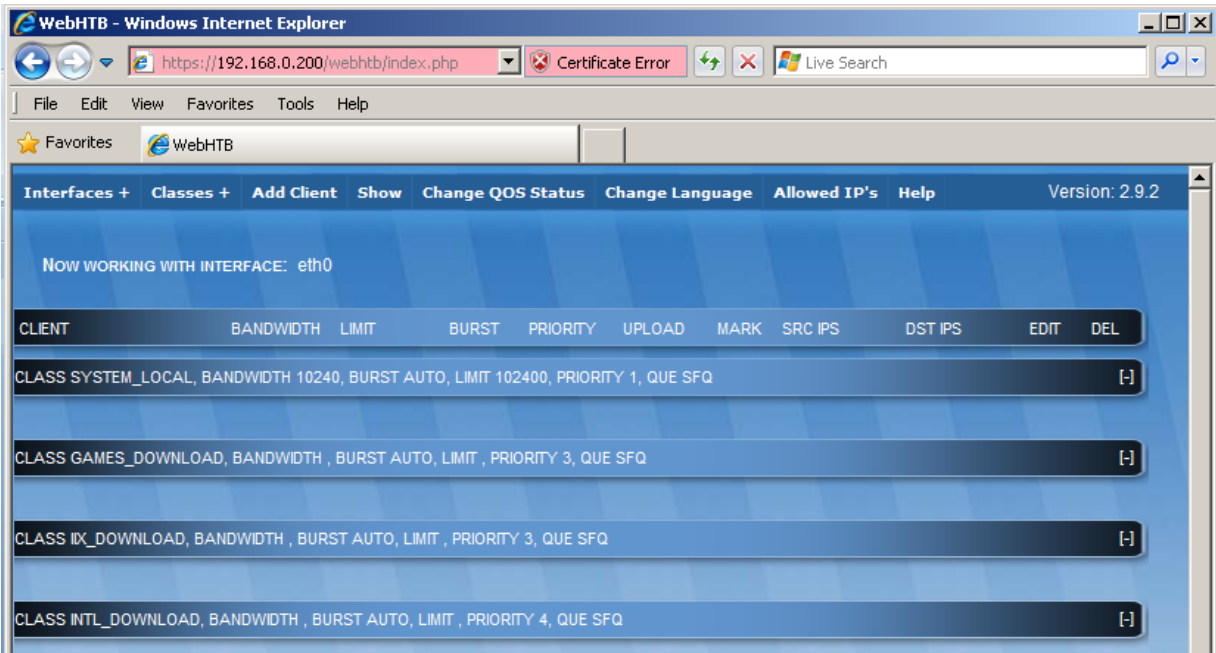 WebHTB - Windows Internet Explorer
https://192.168.0.200/webhtb/index.php Certificate Error Live Search
File Edit View Favorites Tools Help
Favorites WebHTB
Interfaces + Classes + Add Client Show Change QOS Status Change Language Allowed IP's Help Version: 2.9.2
NOW WORKING WITH INTERFACE: eth0
CLIENT BANDWIDTH LIMIT BURST PRIORITY UPLOAD MARK SRC IPS DST IPS EDIT DEL
CLASS SYSTEM_LOCAL, BANDWIDTH 10240, BURST AUTO, LIMIT 102400, PRIORITY 1, QUE SFQ [-]
CLASS GAMES_DOWNLOAD, BANDWIDTH , BURST AUTO, LIMIT , PRIORITY 3, QUE SFQ [-]
CLASS IIX_DOWNLOAD, BANDWIDTH , BURST AUTO, LIMIT , PRIORITY 3, QUE SFQ [-]
CLASS INTL_DOWNLOAD, BANDWIDTH , BURST AUTO, LIMIT , PRIORITY 4, QUE SFQ [-]